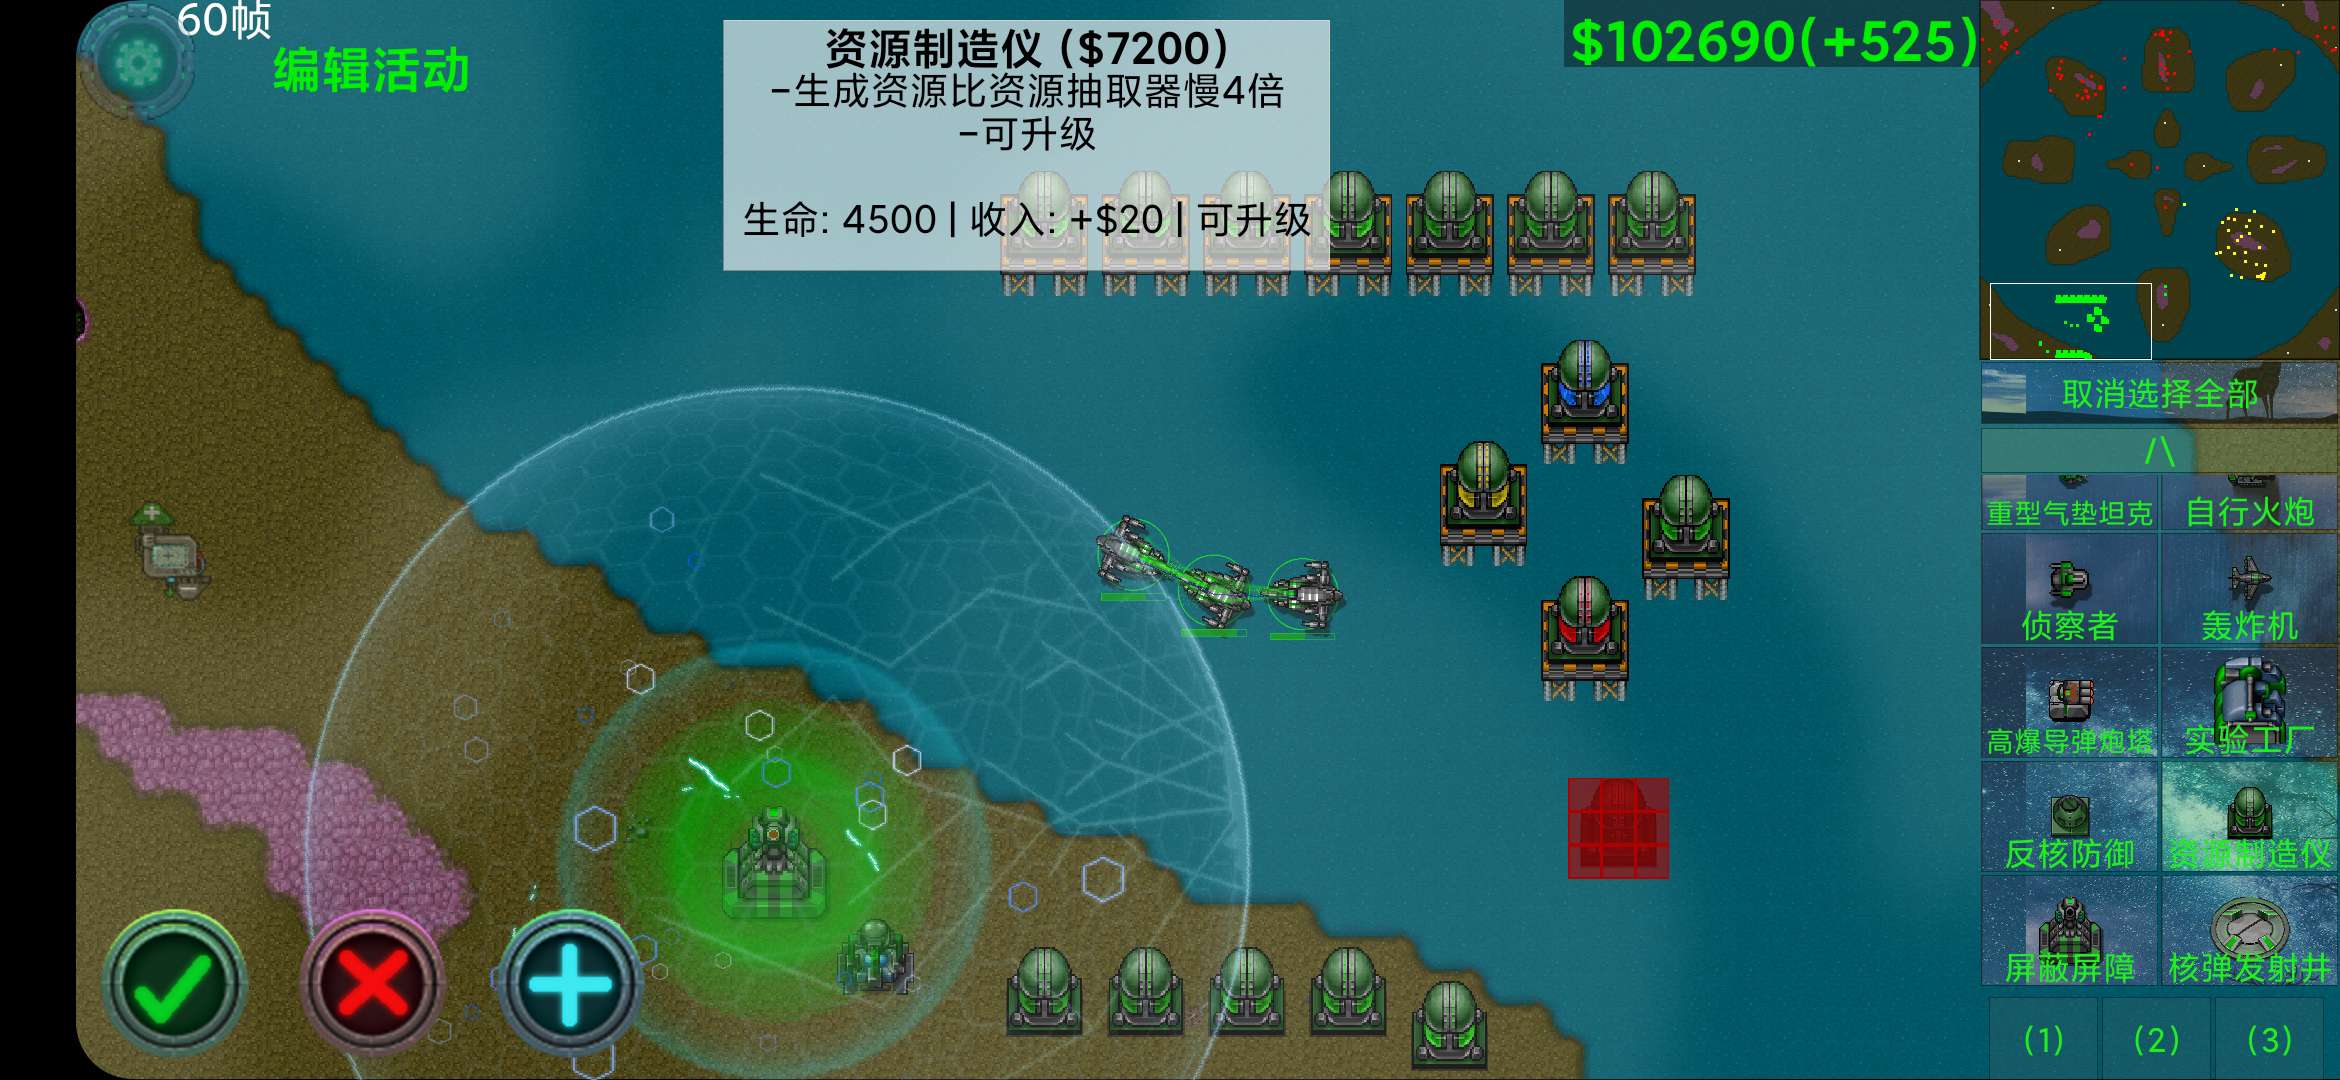 60帧
编辑活动
资源制造仪 ($7200)
-生成资源比资源抽取器慢4倍
-可升级
生命: 4500 | 收入: +$20 | 可升级
$102690(+525)
取消选择全部
/\
重型气垫坦克
自行火炮
侦察者
轰炸机
高爆导弹炮塔
实验工厂
反核防御
资源制造仪
屏蔽屏障
核弹发射井
(1)
(2)
(3)